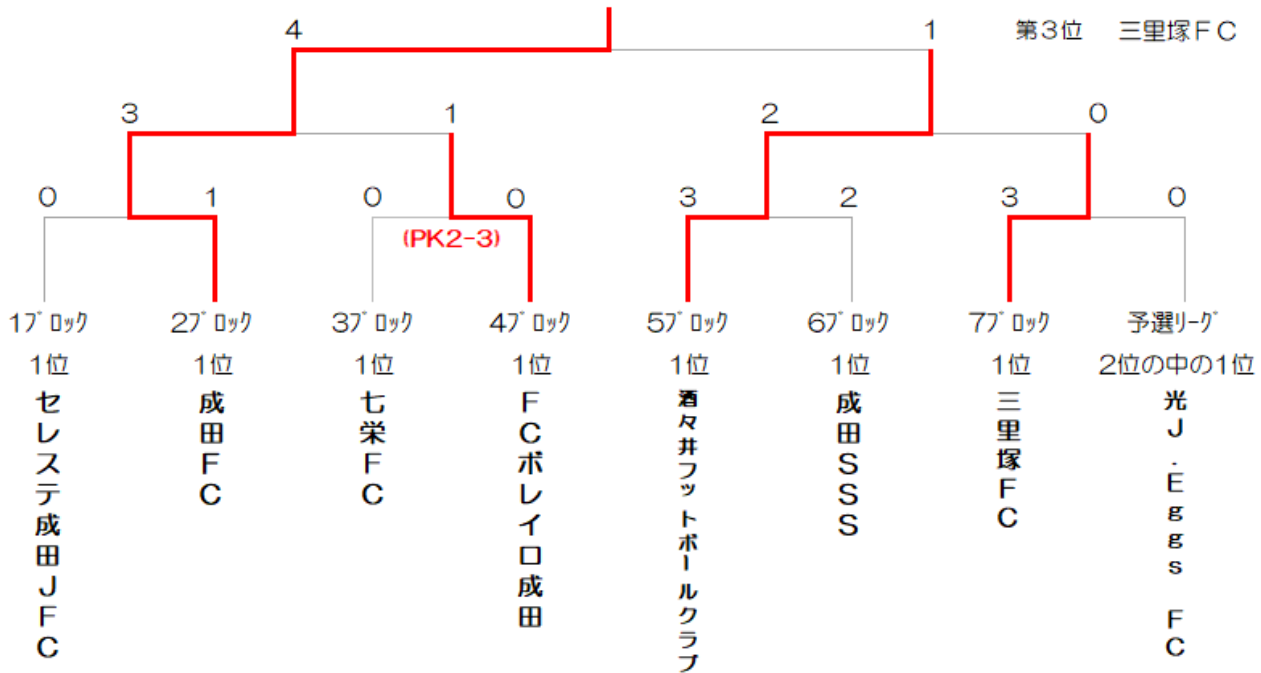 4
1
第3位 三里塚FC
3
1
2
0
0
1
0
0
3
2
3
0
(PK2-3)
1ﾌﾞﾛｯｸ
2ﾌﾞﾛｯｸ
3ﾌﾞﾛｯｸ
4ﾌﾞﾛｯｸ
5ﾌﾞﾛｯｸ
6ﾌﾞﾛｯｸ
7ﾌﾞﾛｯｸ
予選ﾘｰｸﾞ
1位
1位
1位
1位
1位
1位
1位
2位の中の1位
セレステ成田JFC
成田FC
七栄FC
FCボレイロ成田
酒々井フットボールクラブ
成田SSS
三里塚FC
光J.Eggs FC